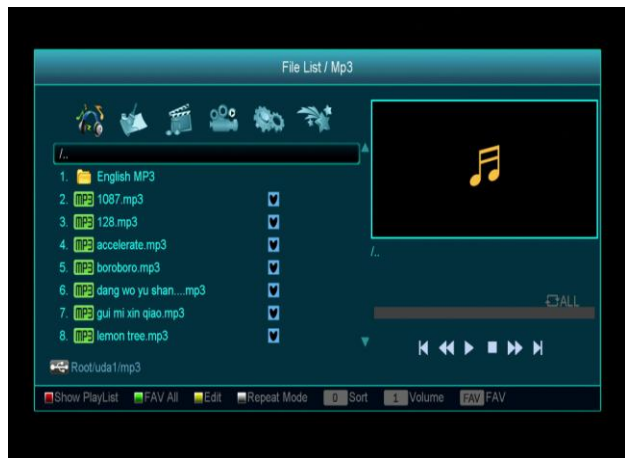 File List / Mp3
/..
1. English MP3
2. MP3 1087.mp3
3. MP3 128.mp3
4. MP3 accelerate.mp3
5. MP3 boroboro.mp3
6. MP3 dang wo yu shan....mp3
7. MP3 gui mi xin qiao.mp3
8. MP3 lemon tree.mp3
/..
ALL
Root/uda1/mp3
Show PlayList FAV All Edit Repeat Mode 0 Sort 1 Volume FAV FAV